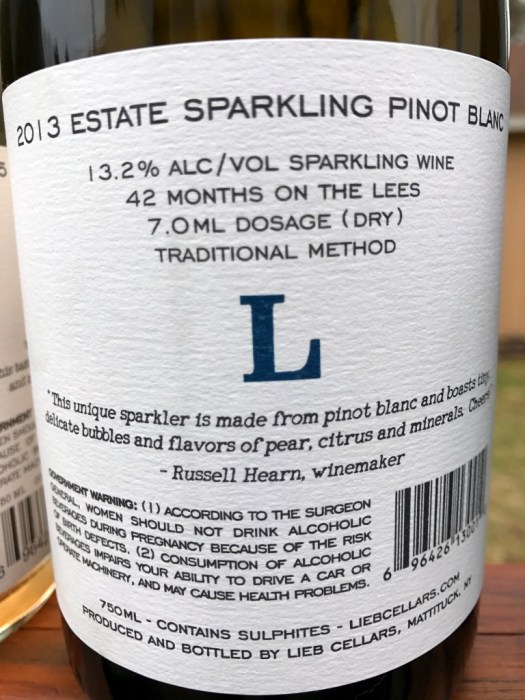 2013 ESTATE SPARKLING PINOT BLANC
13.2% ALC/VOL SPARKLING WINE
42 MONTHS ON THE LEES
7.0ML DOSAGE (DRY)
TRADITIONAL METHOD
L
"This unique sparkler is made from pinot blanc and boasts tiny,
delicate bubbles and flavors of pear, citrus and minerals. Cheers!"
- Russell Hearn, winemaker
GOVERNMENT WARNING: (1) ACCORDING TO THE SURGEON
GENERAL, WOMEN SHOULD NOT DRINK ALCOHOLIC
BEVERAGES DURING PREGNANCY BECAUSE OF THE RISK
OF BIRTH DEFECTS. (2) CONSUMPTION OF ALCOHOLIC
BEVERAGES IMPAIRS YOUR ABILITY TO DRIVE A CAR OR
OPERATE MACHINERY, AND MAY CAUSE HEALTH PROBLEMS.
6 96426 1300
750ML - CONTAINS SULPHITES - LIEBCELLARS.COM
PRODUCED AND BOTTLED BY LIEB CELLARS, MATTITUCK, NY